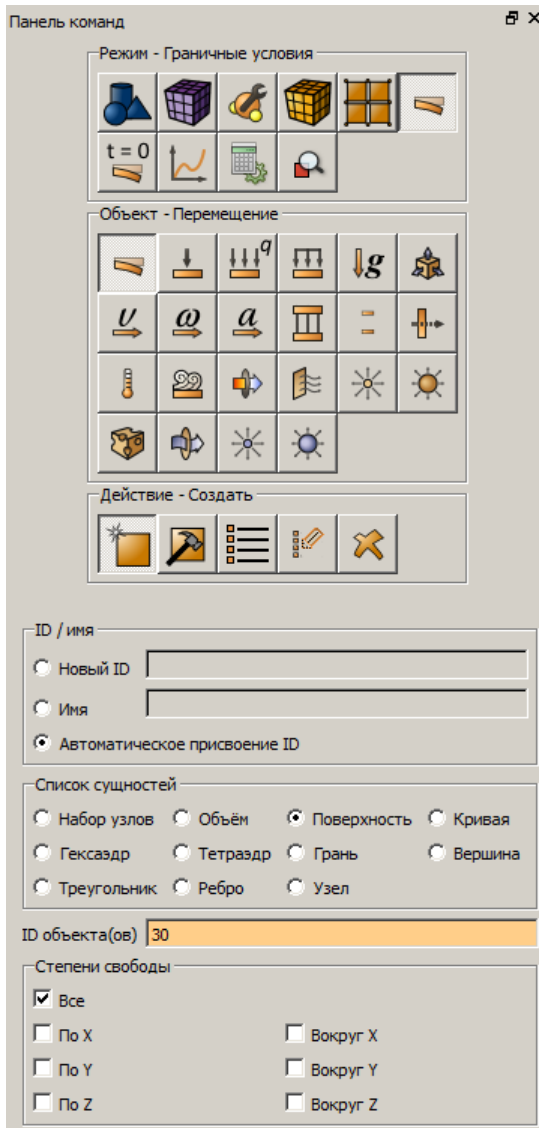 Панель команд
Режим - Граничные условия
t = 0
Объект - Перемещение
q
g
v ω a
Действие - Создать
ID / имя
Новый ID
Имя
Автоматическое присвоение ID
Список сущностей
Набор узлов Объём Поверхность Кривая
Гексаэдр Тетраэдр Грань Вершина
Треугольник Ребро Узел
ID объекта(ов) 30
Степени свободы
Все
По X Вокруг X
По Y Вокруг Y
По Z Вокруг Z